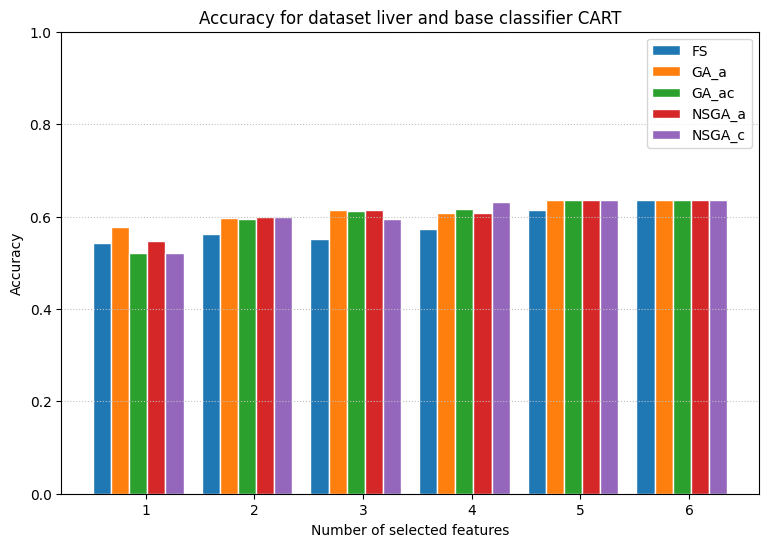 Accuracy for dataset liver and base classifier CART
1.0
0.8
0.6
0.4
0.2
0.0
Accuracy
FS
GA_a
GA_ac
NSGA_a
NSGA_c
1 2 3 4 5 6
Number of selected features